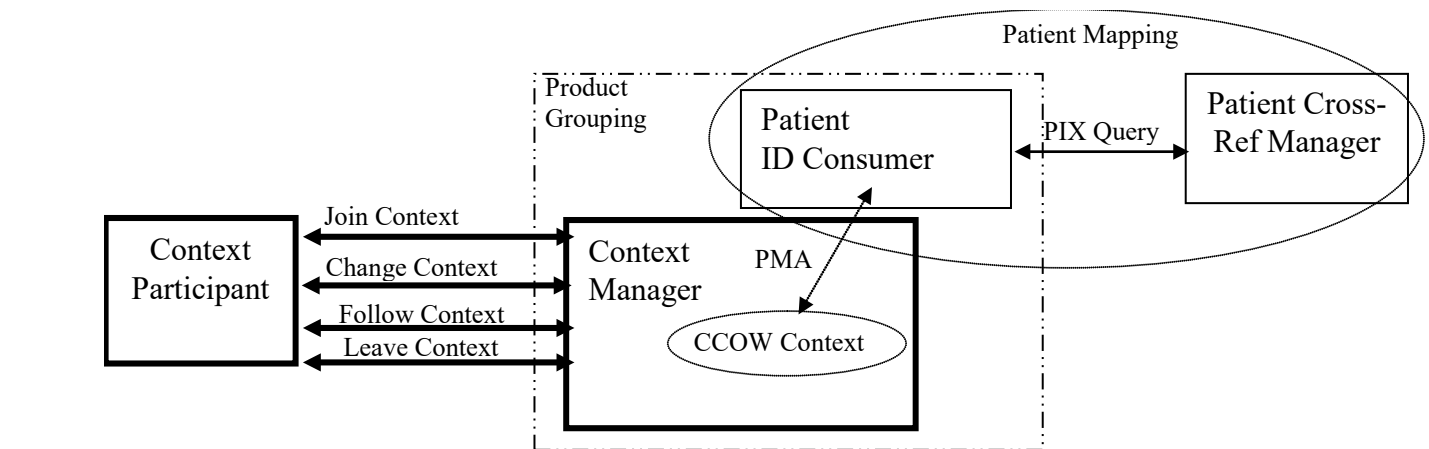 Patient Mapping
Product
Grouping
Patient
ID Consumer
PIX Query
Patient Cross-
Ref Manager
Join Context
Change Context
Follow Context
Leave Context
Context
Participant
Context
Manager
PMA
CCOW Context